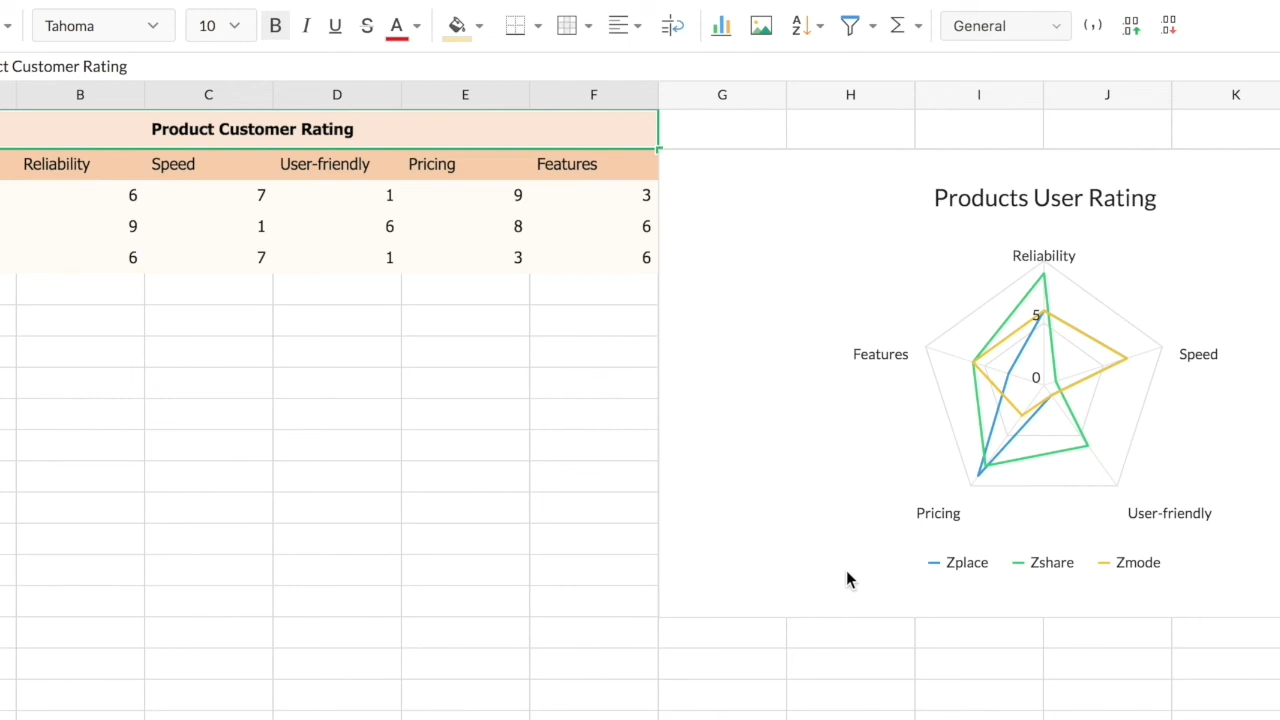 Tahoma 10 B I U S A General
ct Customer Rating
B C D E F G H I J K
Product Customer Rating
Reliability Speed User-friendly Pricing Features
6 7 1 9 3
9 1 6 8 6
6 7 1 3 6
Products User Rating
Reliability
5
Features Speed
0
Pricing User-friendly
Zplace Zshare Zmode